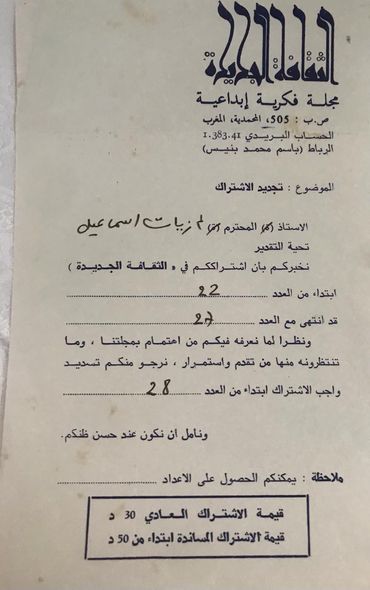 الثقافة الجديدة
مجلة فكرية إبداعية
ص.ب : 505، المحمدية، المغرب
الحساب البريدي 1.383.41
الرباط (باسم محمد بنيس)
الموضوع : تجديد الاشتراك
الاستاذ المحترم زيات اسماعيل
تحية التقدير
نخبركم بأن اشتراككم في « الثقافة الجديدة )
ابتداء من العدد 22
قد انتهى مع العدد 27
ونظرا لما نعرفه فيكم من اهتمام بمجلتنا ، وما
تنتظرونه منها من تقدم واستمرار ، نرجو منكم تسديد
واجب الاشتراك ابتداء من العدد 28
ونامل ان نكون عند حسن ظنكم.
ملاحظة : يمكنكم الحصول على الاعداد
قيمة الاشتراك العادي 30 د
قيمة الاشتراك المساندة ابتداء من 50 د